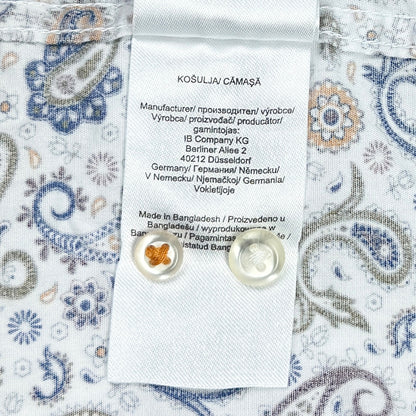 KOŠULJA/ CĂMAȘĂ
Manufacturer/ производител/ výrobce/
Výrobca/ proizvođač/ producător/
gamintojas:
IB Company KG
Berliner Allee 2
40212 Düsseldorf
Germany/ Германия/ Německo/
V Nemecku/ Njemačkoj/ Germania/
Vokietijoje
Made in Bangladesh / Proizvedeno u
Bangladešu / wyprodukowane w